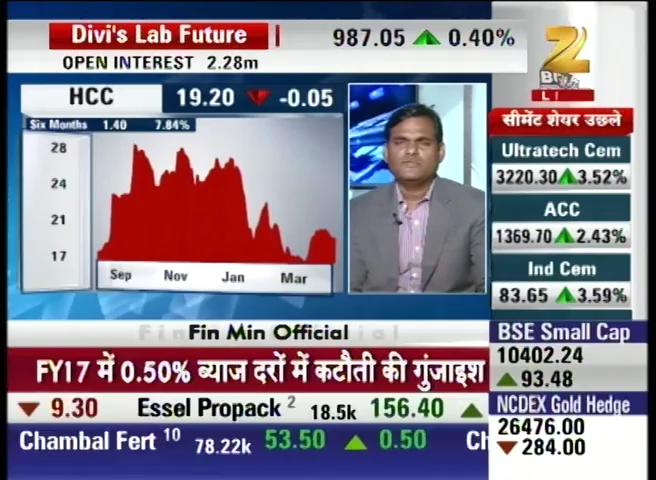 Divi's Lab Future
987.05 0.40%
OPEN INTEREST 2.28m
HCC 19.20 -0.05
Six Months 1.40 7.84%
28
24
21
17
Sep Nov Jan Mar
सीमेंट शेयर उछले
Ultratech Cem
3220.30 3.52%
ACC
1369.70 2.43%
Ind Cem
83.65 3.59%
Fin Min Official
FY17 में 0.50% ब्याज दरों में कटौती की गुंजाइश
BSE Small Cap
10402.24
93.48
9.30 Essel Propack 2 18.5k 156.40
NCDEX Gold Hedge
26476.00
284.00
Chambal Fert 10 78.22k 53.50 0.50